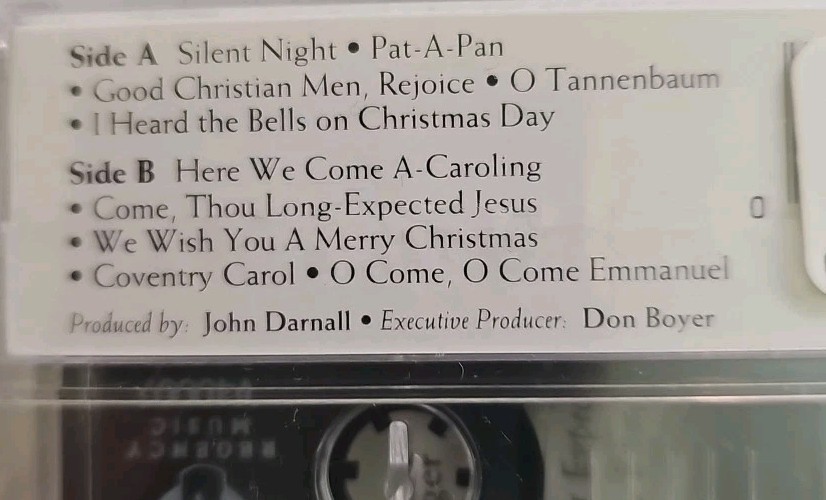 Side A Silent Night • Pat-A-Pan
• Good Christian Men, Rejoice • O Tannenbaum
• I Heard the Bells on Christmas Day
Side B Here We Come A-Caroling
• Come, Thou Long-Expected Jesus
• We Wish You A Merry Christmas
• Coventry Carol • O Come, O Come Emmanuel
Produced by: John Darnall • Executive Producer: Don Boyer
REGENCY
MUSIC